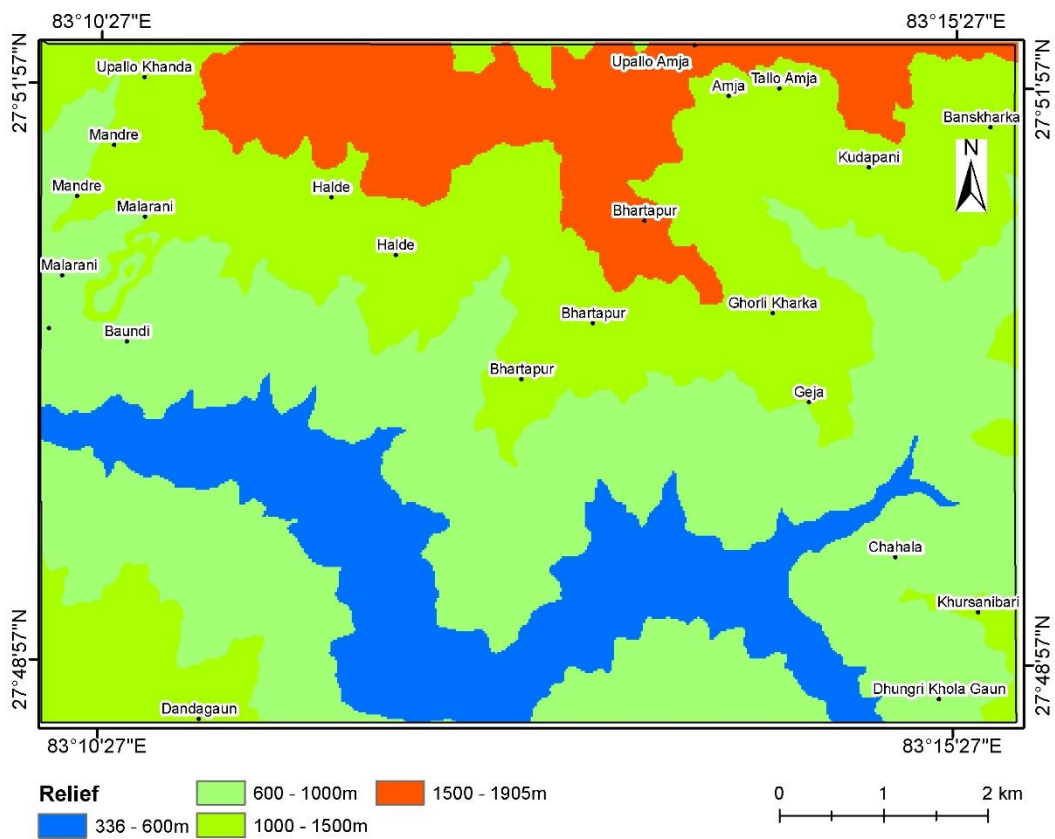 83°10'27"E
83°15'27"E
27°51'57"N
27°51'57"N
Upallo Khanda
Upallo Amja
Amja
Tallo Amja
Banskharka
Mandre
Kudapani
N
Mandre
Halde
Malarani
Bhartapur
Halde
Malarani
Ghorli Kharka
Bhartapur
Baundi
Bhartapur
Geja
Chahala
Khursanibari
27°48'57"N
27°48'57"N
Dhungri Khola Gaun
Dandagaun
83°10'27"E
83°15'27"E
Relief
336 - 600m
600 - 1000m
1000 - 1500m
1500 - 1905m
0 1 2 km